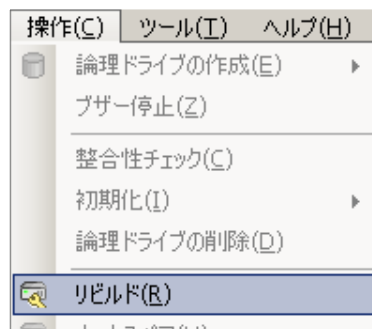 操作(C) ツール(T) ヘルプ(H)
論理ドライブの作成(E)
ブザー停止(Z)
整合性チェック(C)
初期化(I)
論理ドライブの削除(D)
リビルド(R)